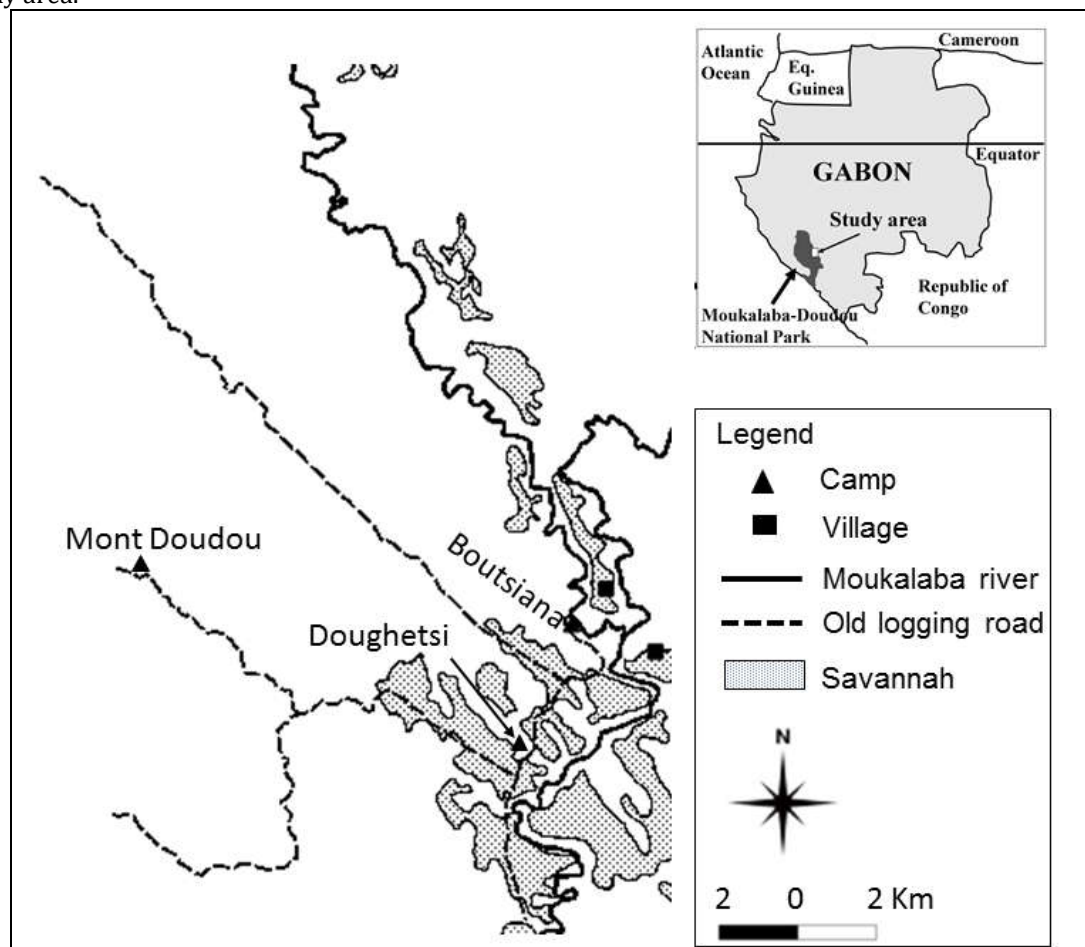 y area.
Atlantic
Ocean
Eq.
Guinea
Cameroon
Equator
GABON
Study area
Republic of
Congo
Moukalaba-Doudou
National Park
Mont Doudou
Boutsiana
Doughetsi
Legend
Camp
Village
Moukalaba river
Old logging road
Savannah
N
2 0 2 Km